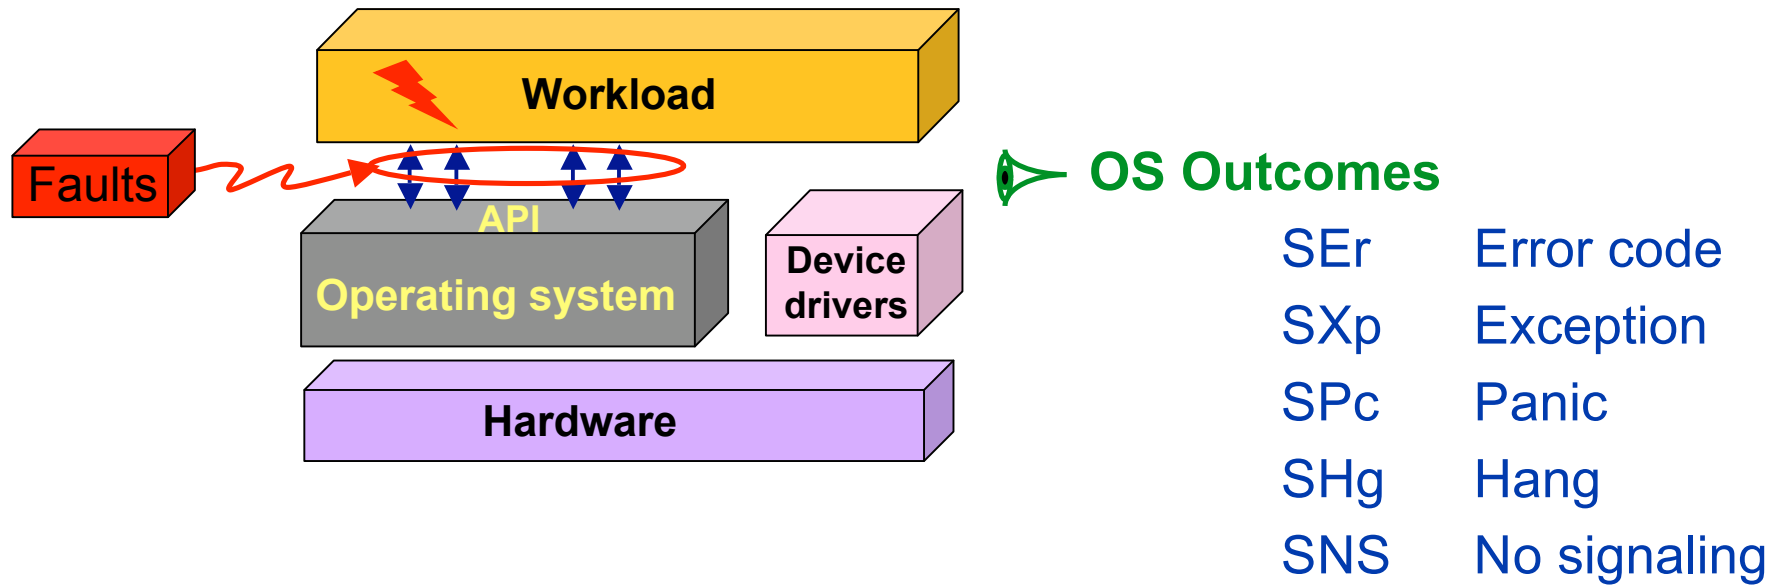 Workload
Faults
API
Operating system
Device
drivers
Hardware
OS Outcomes
SEr Error code
SXp Exception
SPc Panic
SHg Hang
SNS No signaling